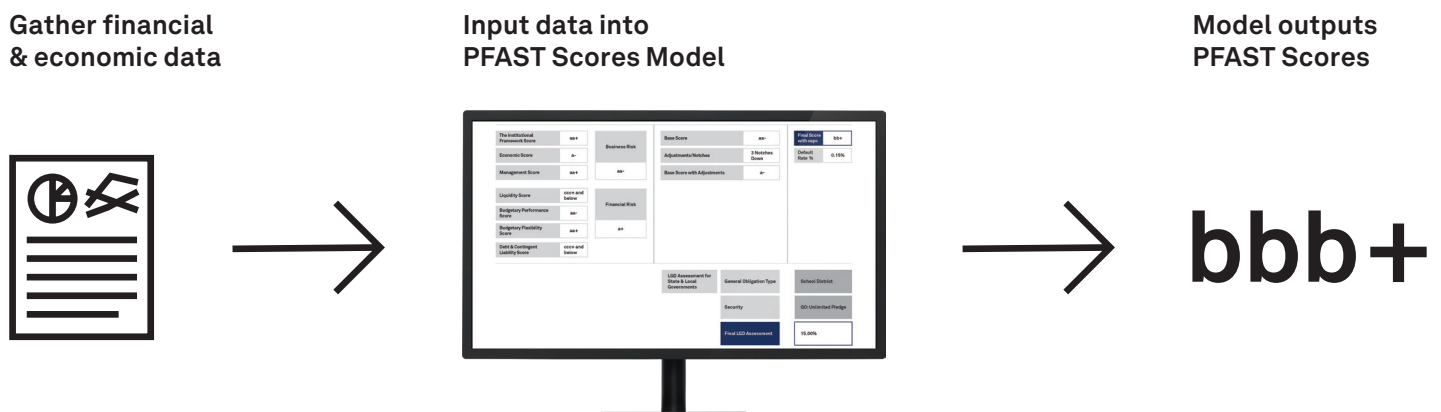 Gather financial
& economic data
Input data into
PFAST Scores Model
Model outputs
PFAST Scores
The Institutional
Framework Score
aa+
Economic Score
a-
Management Score
aa+
Business Risk
aa-
Liquidity Score
ccc+ and
below
Budgetary Performance
Score
aa-
Budgetary Flexibility
Score
aa+
Debt & Contingent
Liability Score
ccc+ and
below
Financial Risk
a+
Base Score
aa-
Adjustments/Notches
3 Notches
Down
Base Score with Adjustments
a-
Final Score
with caps
bb+
Default
Rate %
0.15%
LGD Assessment for
State & Local
Governments
General Obligation Type
School District
Security
GO: Unlimited Pledge
Final LGD Assessment
15.00%
bbb+